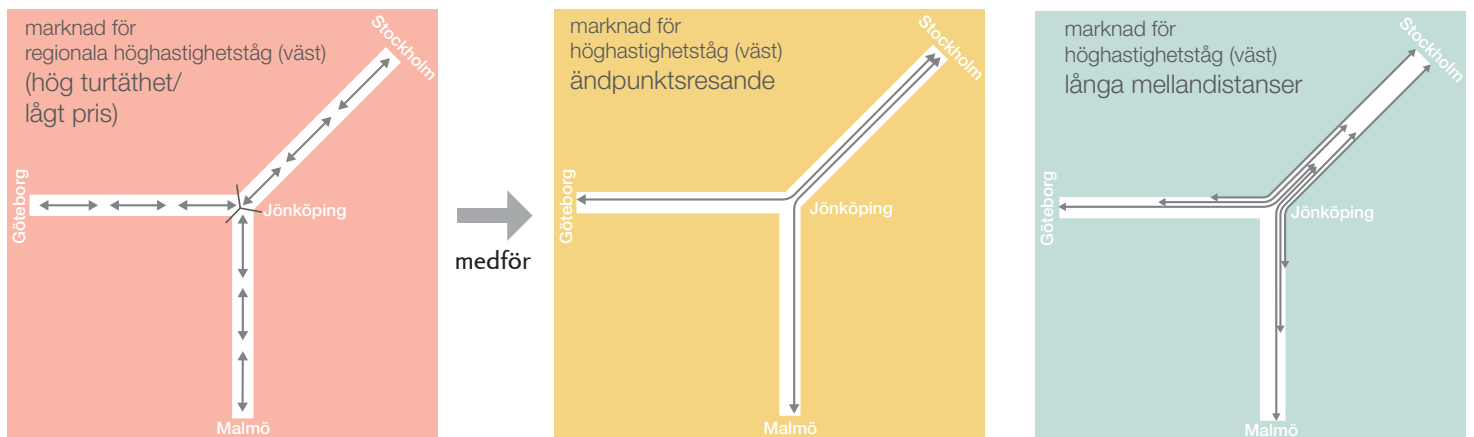 marknad för
regionala höghastighetståg (väst)
(hög turtäthet/
lågt pris)
Stockholm
Göteborg
Jönköping
Malmö
medför
marknad för
höghastighetståg (väst)
ändpunktsresande
Stockholm
Göteborg
Jönköping
Malmö
marknad för
höghastighetståg (väst)
långa mellandistanser
Stockholm
Göteborg
Jönköping
Malmö